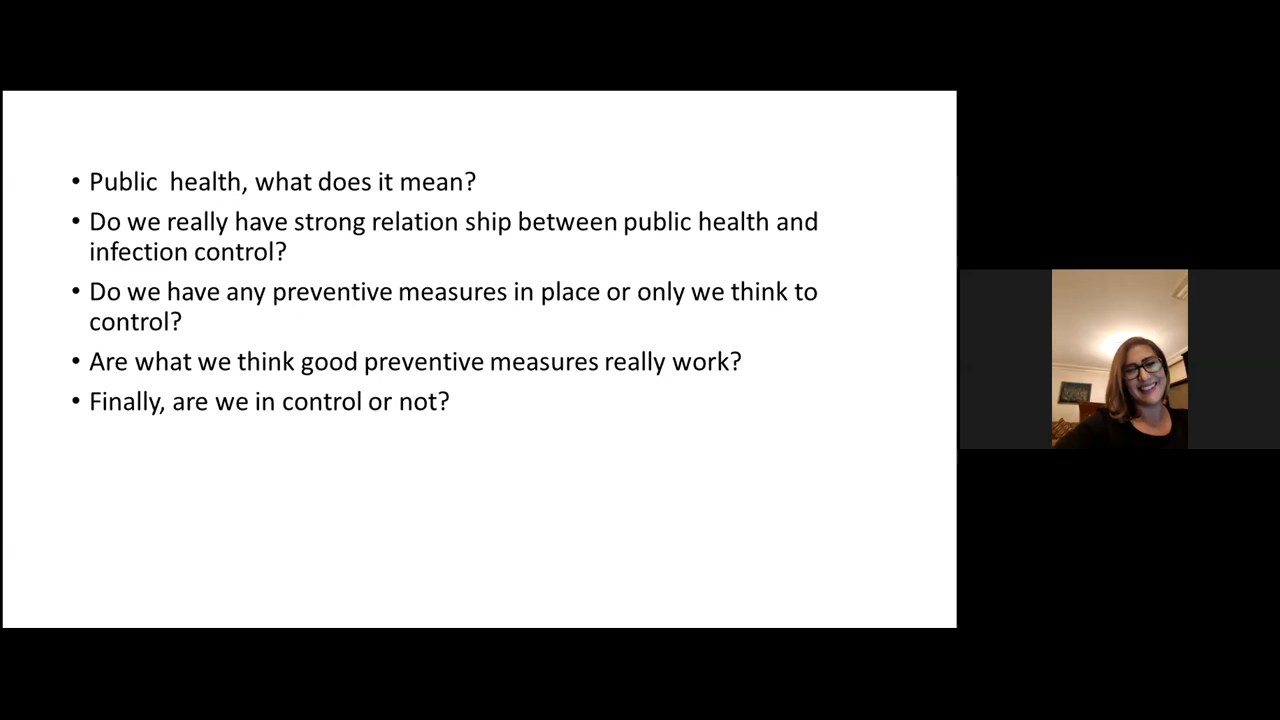 • Public  health, what does it mean?
• Do we really have strong relation ship between public health and
infection control?
• Do we have any preventive measures in place or only we think to
control?
• Are what we think good preventive measures really work?
• Finally, are we in control or not?